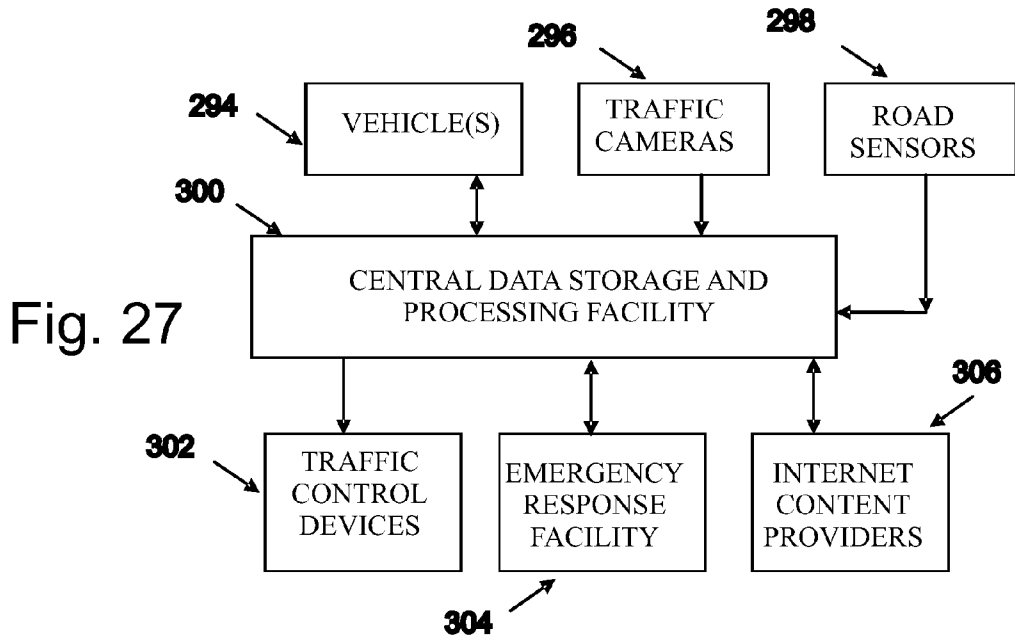 296
298
294
VEHICLE(S)
TRAFFIC
CAMERAS
ROAD
SENSORS
300
CENTRAL DATA STORAGE AND
PROCESSING FACILITY
Fig. 27
306
302
TRAFFIC
CONTROL
DEVICES
EMERGENCY
RESPONSE
FACILITY
INTERNET
CONTENT
PROVIDERS
304